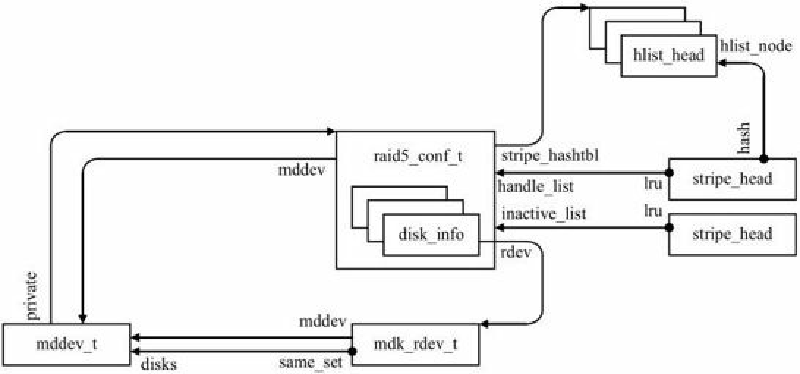 hlist_head
hlist_node
hash
raid5_conf_t
stripe_hashtbl
mddev
handle_list
lru
stripe_head
inactive_list
lru
stripe_head
disk_info
rdev
private
mddev
mddev_t
mdk_rdev_t
disks
same_set